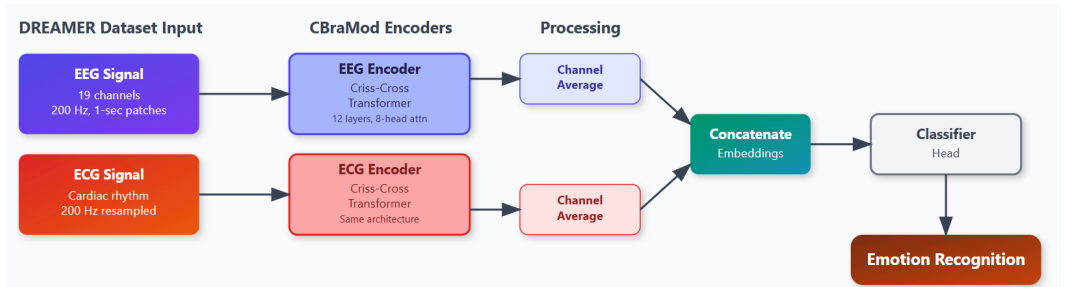 DREAMER Dataset Input
CBraMod Encoders
Processing
EEG Signal
19 channels
200 Hz, 1-sec patches
EEG Encoder
Criss-Cross
Transformer
12 layers, 8-head attn
Channel
Average
ECG Signal
Cardiac rhythm
200 Hz resampled
ECG Encoder
Criss-Cross
Transformer
Same architecture
Channel
Average
Concatenate
Embeddings
Classifier
Head
Emotion Recognition